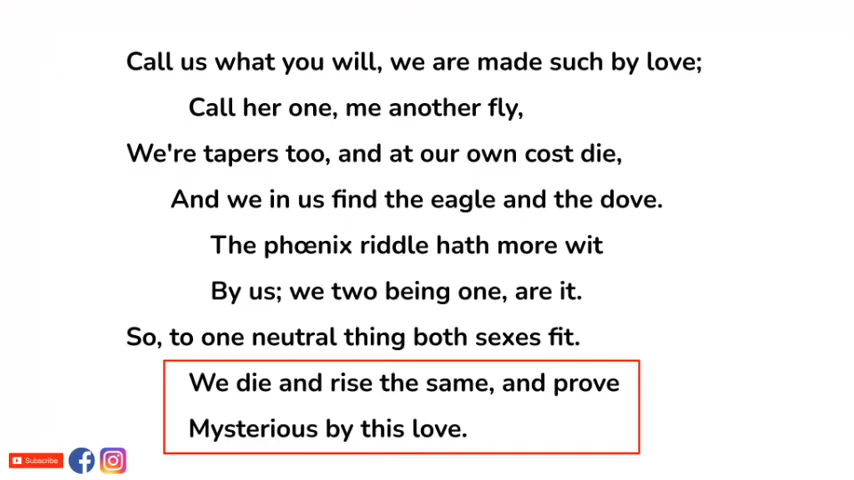 Call us what you will, we are made such by love;
Call her one, me another fly,
We're tapers too, and at our own cost die,
And we in us find the eagle and the dove.
The phœnix riddle hath more wit
By us; we two being one, are it.
So, to one neutral thing both sexes fit.
We die and rise the same, and prove
Mysterious by this love.
Subscribe